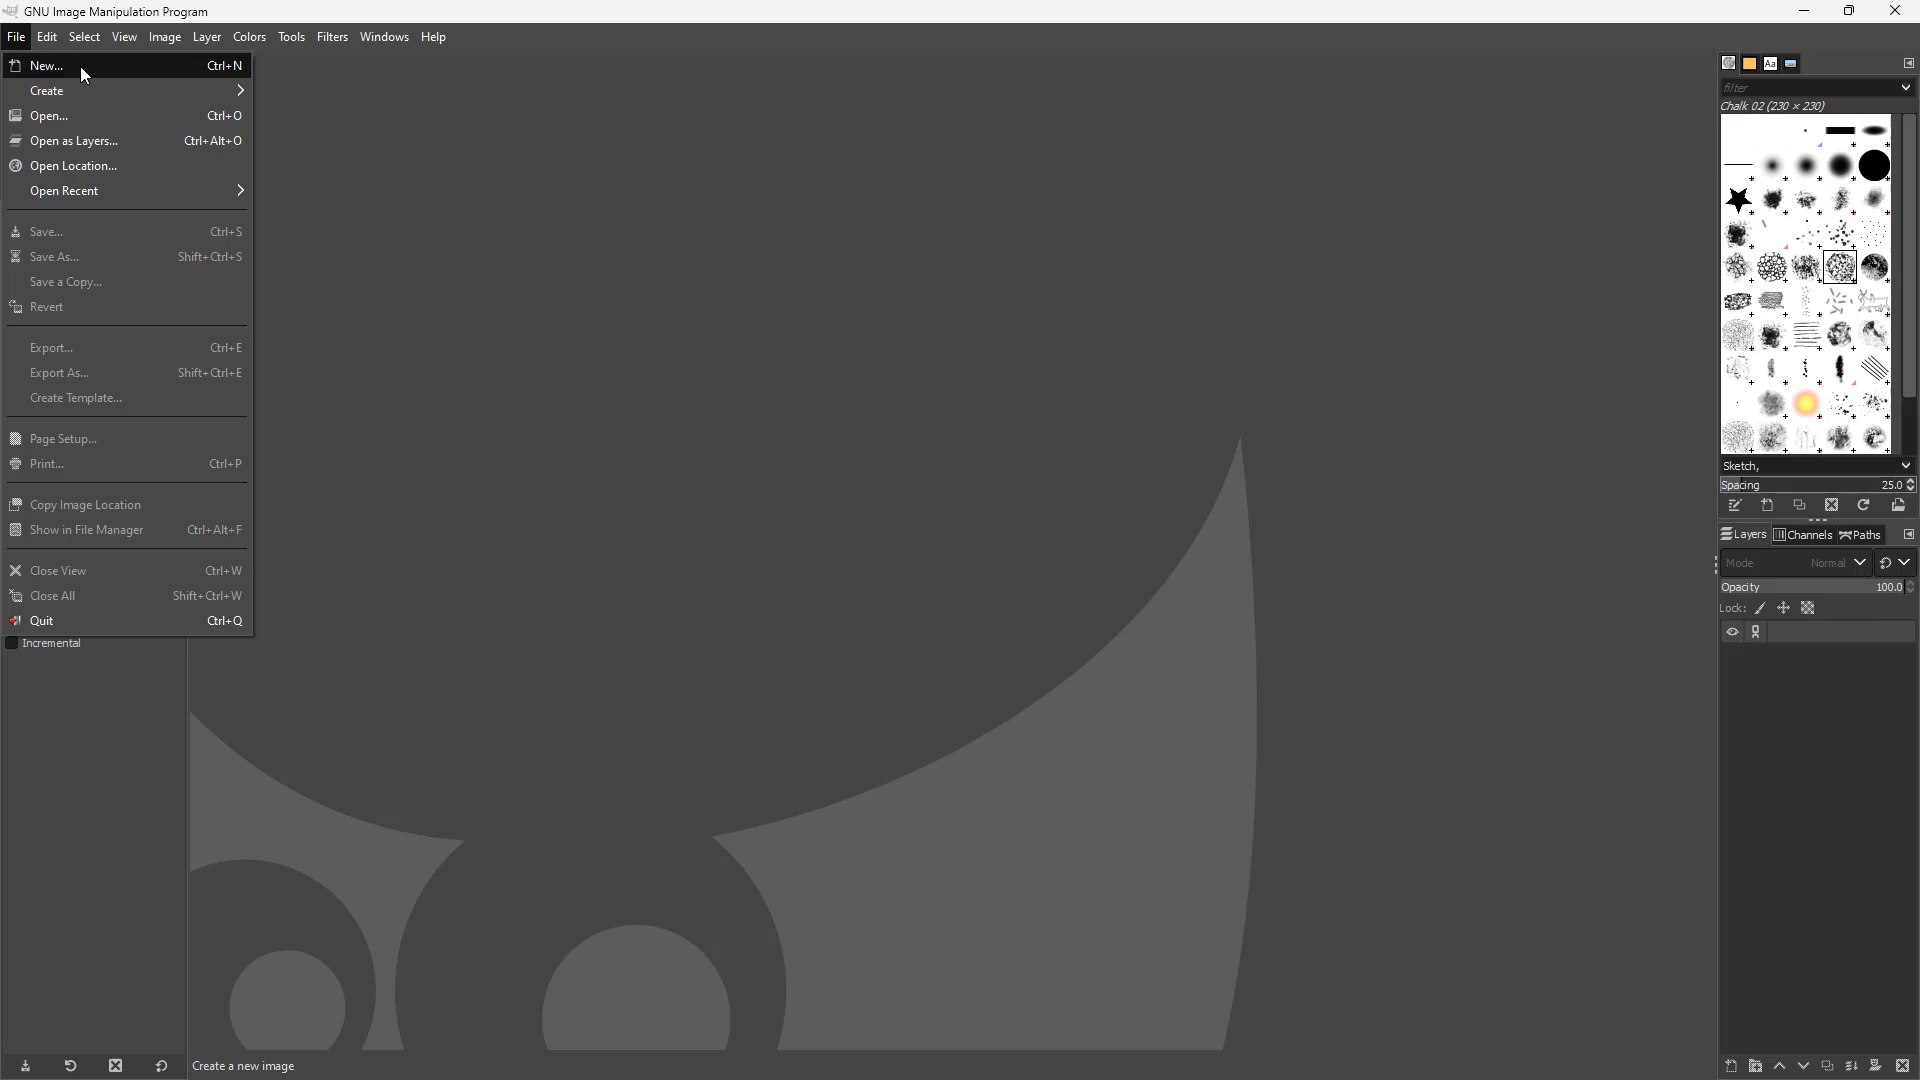 GNU Image Manipulation Program
File Edit Select View Image Layer Colors Tools Filters Windows Help
New... Ctrl+N
Create
Open... Ctrl+O
Open as Layers... Ctrl+Alt+O
Open Location...
Open Recent
Save... Ctrl+S
Save As... Shift+Ctrl+S
Save a Copy...
Revert
Export... Ctrl+E
Export As... Shift+Ctrl+E
Create Template...
Page Setup...
Print... Ctrl+P
Copy Image Location
Show in File Manager Ctrl+Alt+F
Close View Ctrl+W
Close All Shift+Ctrl+W
Quit Ctrl+Q
Incremental
Create a new image
Aa
filter
Chalk 02 (230 × 230)
Sketch,
Spacing 25.0
Layers Channels Paths
Mode Normal
Opacity 100.0
Lock: